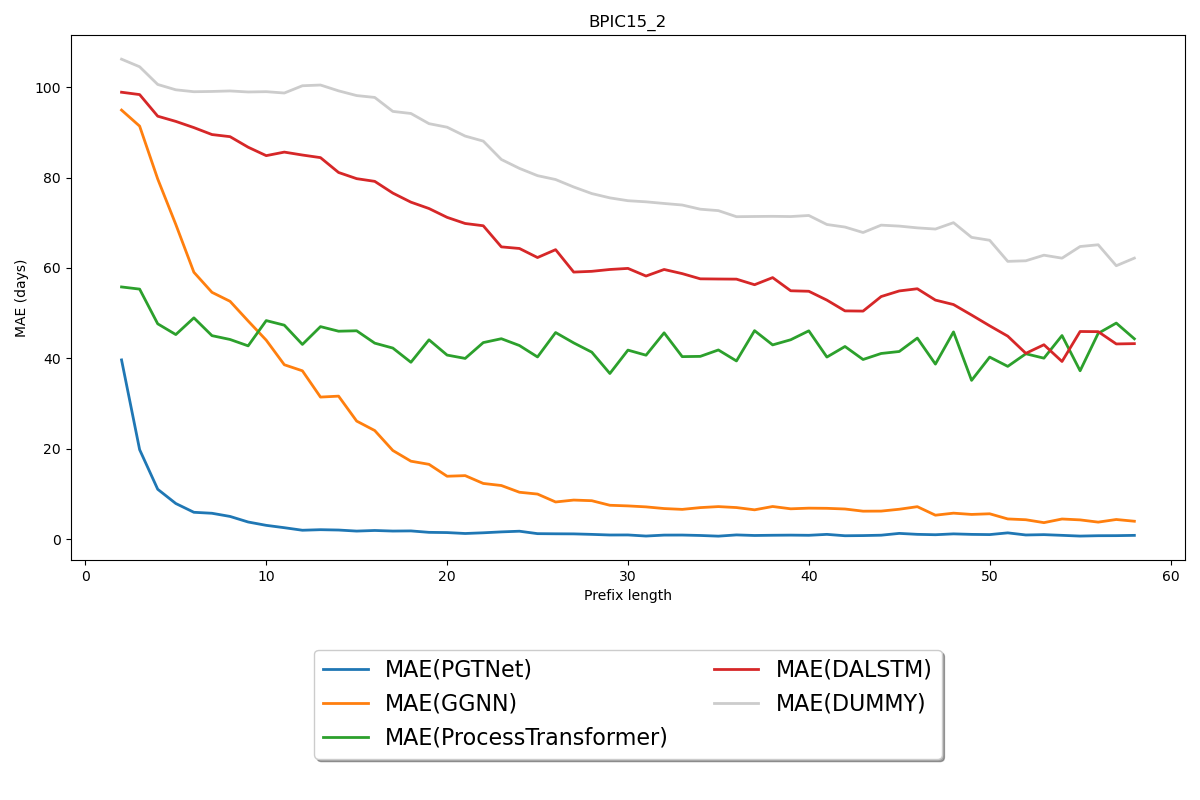 BPIC15_2
MAE (days)
100
80
60
40
20
0
0 10 20 30 40 50 60
Prefix length
MAE(PGTNet)
MAE(GGNN)
MAE(ProcessTransformer)
MAE(DALSTM)
MAE(DUMMY)